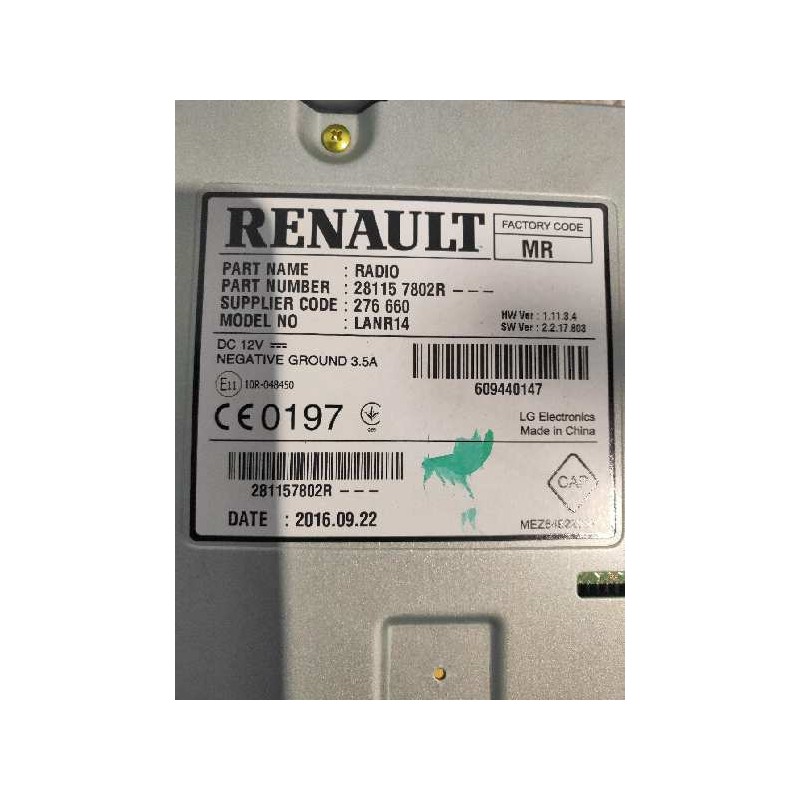 RENAULT
FACTORY CODE
MR
PART NAME : RADIO
PART NUMBER : 28115 7802R - - -
SUPPLIER CODE : 276 660
MODEL NO : LANR14
HW Ver : 1.11.3.4
SW Ver : 2.2.17.803
DC 12V
NEGATIVE GROUND 3.5A
E11 10R-048450
609440147
CE0197
LG Electronics
Made in China
281157802R - - -
CAP
DATE : 2016.09.22